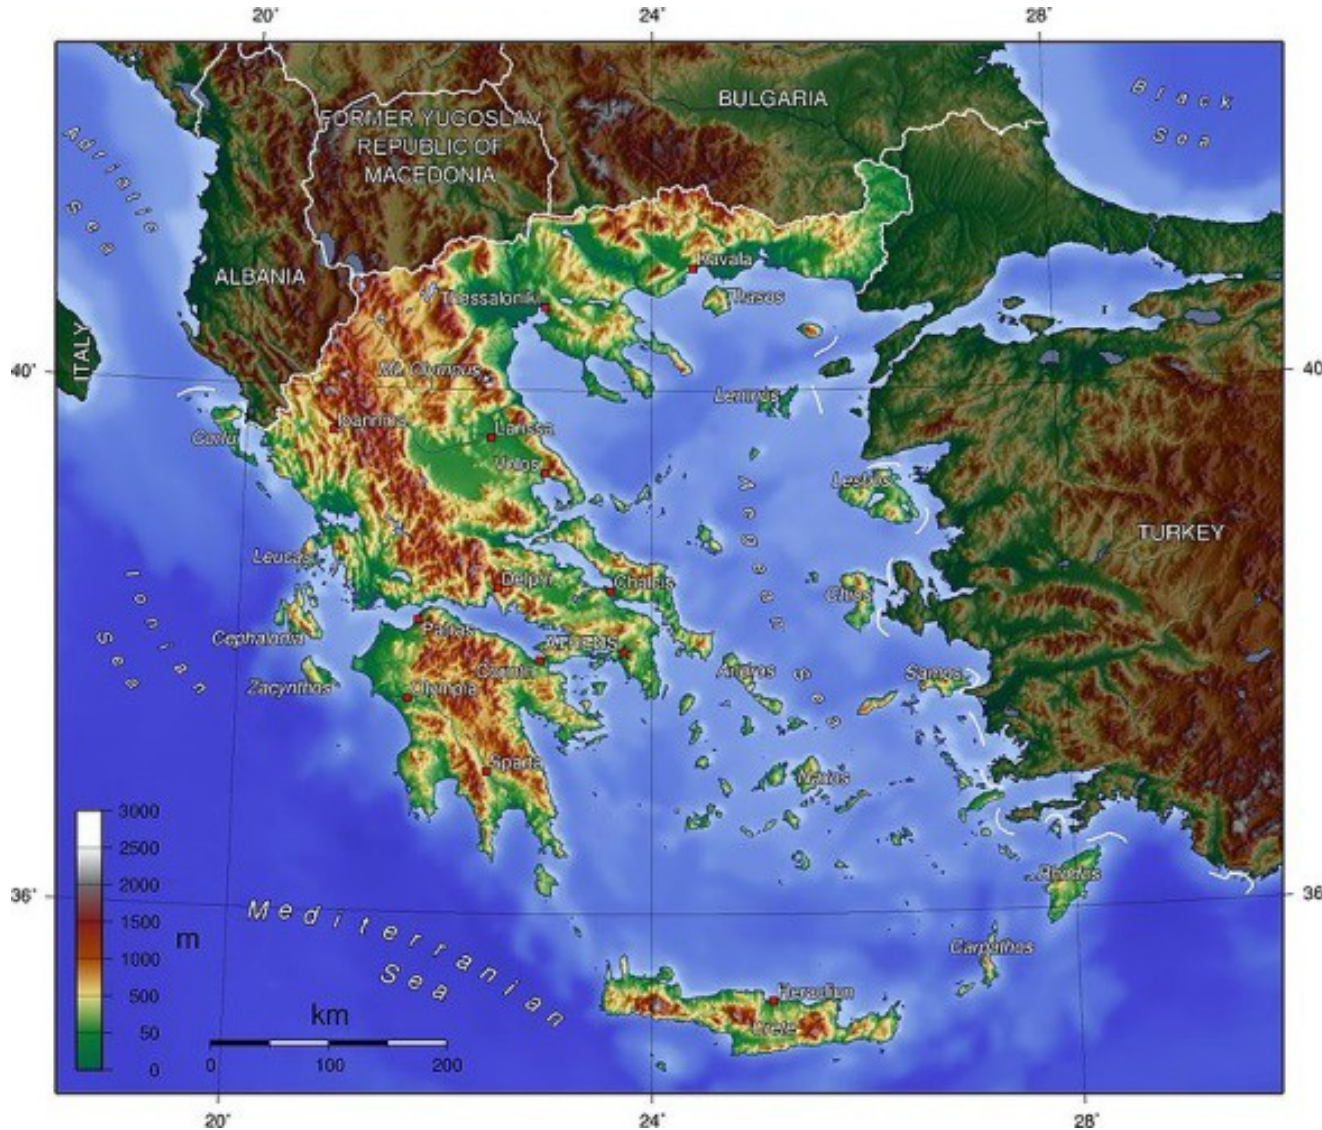 20°
24°
28°
Black
Sea
BULGARIA
FORMER YUGOSLAV
REPUBLIC OF
MACEDONIA
Adriatic
Sea
ALBANIA
Kavala
Thessaloniki
Thasos
ITALY
40°
40
Mt. Olympus
Lemnos
Ioannina
Larissa
Corfu
Volos
Lesbos
Aegean
Sea
TURKEY
Leucas
Delphi
Chalcis
Chios
Ionian
Sea
Cephalonia
Patras
ATHENS
Corinth
Andros
Samos
Zacynthos
Olympia
Sparta
Naxos
3000
2500
2000
1500
1000
500
50
0
m
Rhodos
36°
36
Mediterranian
Sea
Carpathos
Heraclion
Crete
km
0
100
200
20°
24°
28°